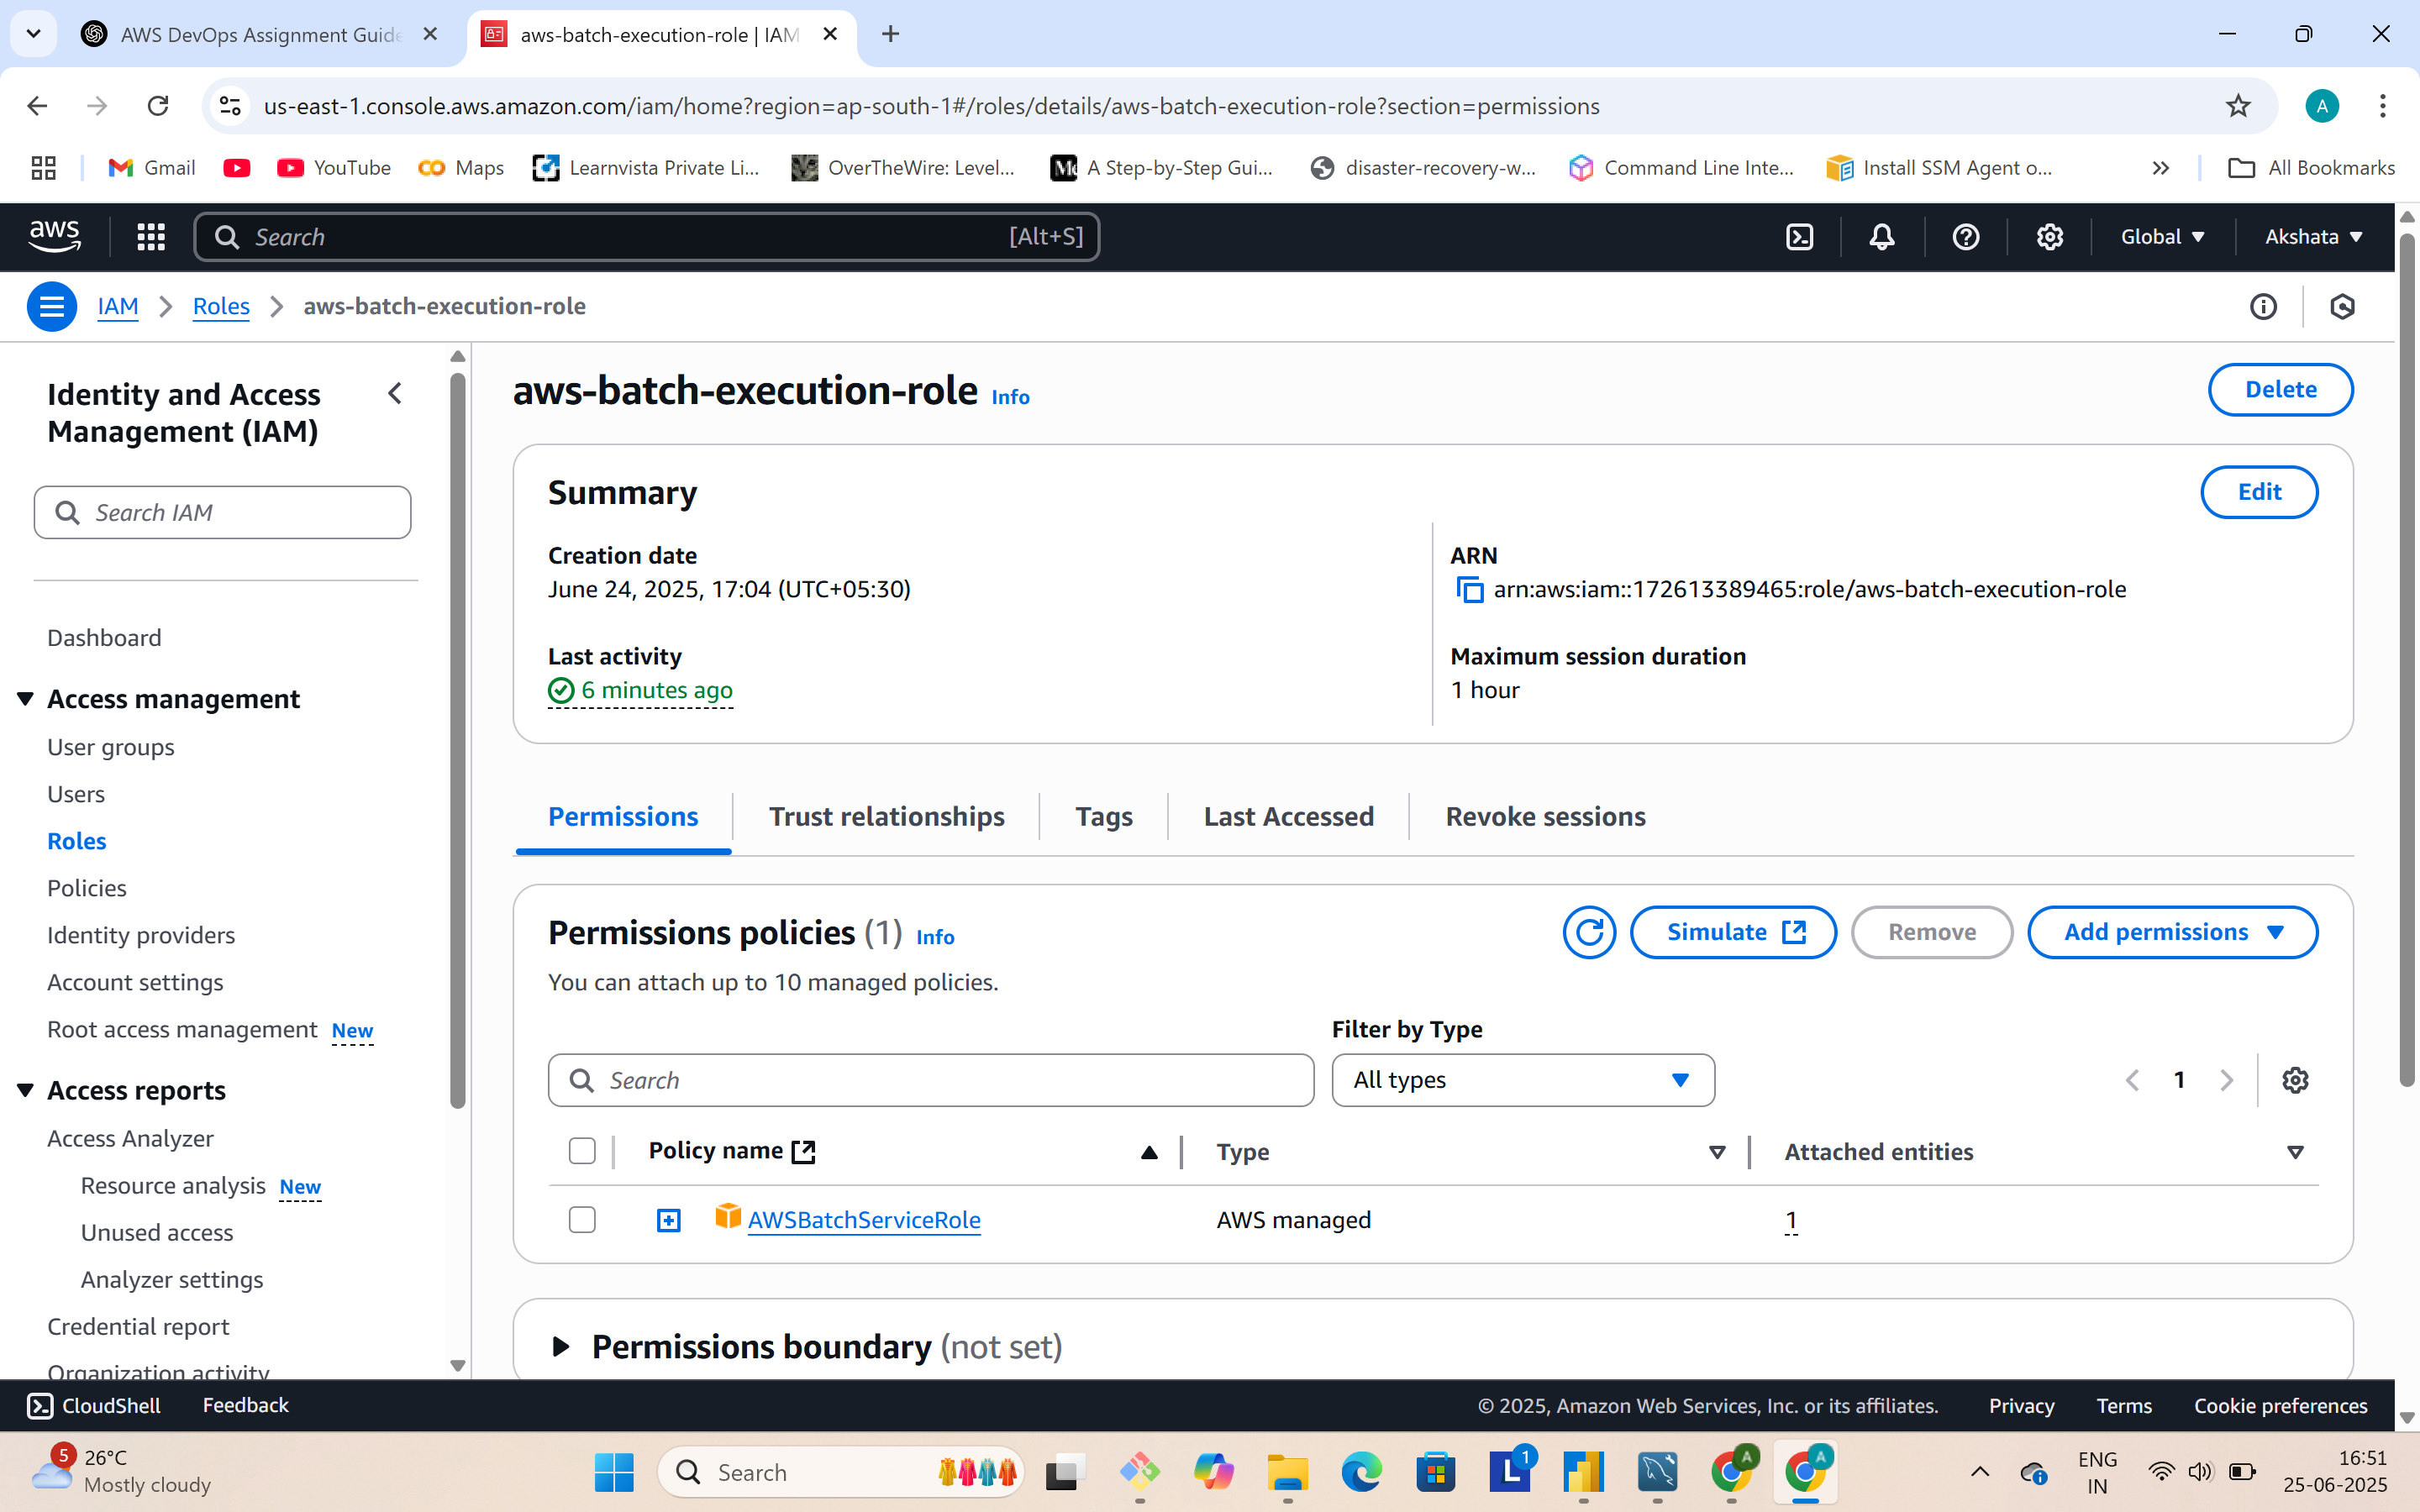 AWS DevOps Assignment Guide
aws-batch-execution-role | IAM
us-east-1.console.aws.amazon.com/iam/home?region=ap-south-1#/roles/details/aws-batch-execution-role?section=permissions
A
Gmail
YouTube
Maps
Learnvista Private Li...
OverTheWire: Level...
A Step-by-Step Gui...
disaster-recovery-w...
Command Line Inte...
Install SSM Agent o...
All Bookmarks
aws
Search
[Alt+S]
Global
Akshata
IAM
Roles
aws-batch-execution-role
Identity and Access
Management (IAM)
Search IAM
Dashboard
Access management
User groups
Users
Roles
Policies
Identity providers
Account settings
Root access management New
Access reports
Access Analyzer
Resource analysis New
Unused access
Analyzer settings
Credential report
Organization activity
aws-batch-execution-role Info
Delete
Summary
Edit
Creation date
June 24, 2025, 17:04 (UTC+05:30)
ARN
arn:aws:iam::172613389465:role/aws-batch-execution-role
Last activity
6 minutes ago
Maximum session duration
1 hour
Permissions
Trust relationships
Tags
Last Accessed
Revoke sessions
Permissions policies (1) Info
Simulate
Remove
Add permissions
You can attach up to 10 managed policies.
Filter by Type
Search
All types
1
Policy name
Type
Attached entities
AWSBatchServiceRole
AWS managed
1
Permissions boundary (not set)
CloudShell
Feedback
© 2025, Amazon Web Services, Inc. or its affiliates.
Privacy
Terms
Cookie preferences
5
26°C
Mostly cloudy
Search
L
1
A
A
ENG
IN
16:51
25-06-2025